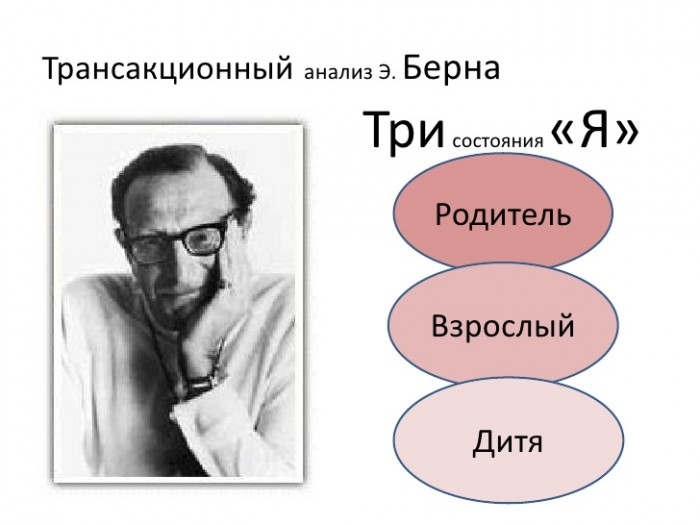 Трансакционный анализ Э. Берна
Три состояния «Я»
Родитель
Взрослый
Дитя